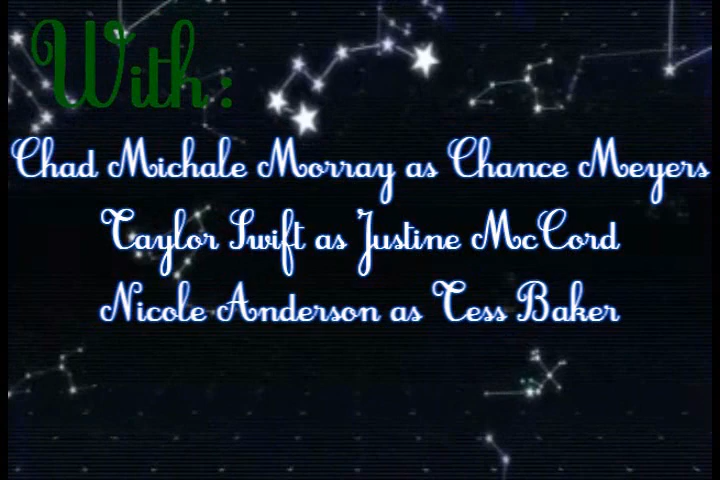 With:
Chad Michale Morray as Chance Meyers
Taylor Swift as Justine McCord
Nicole Anderson as Tess Baker